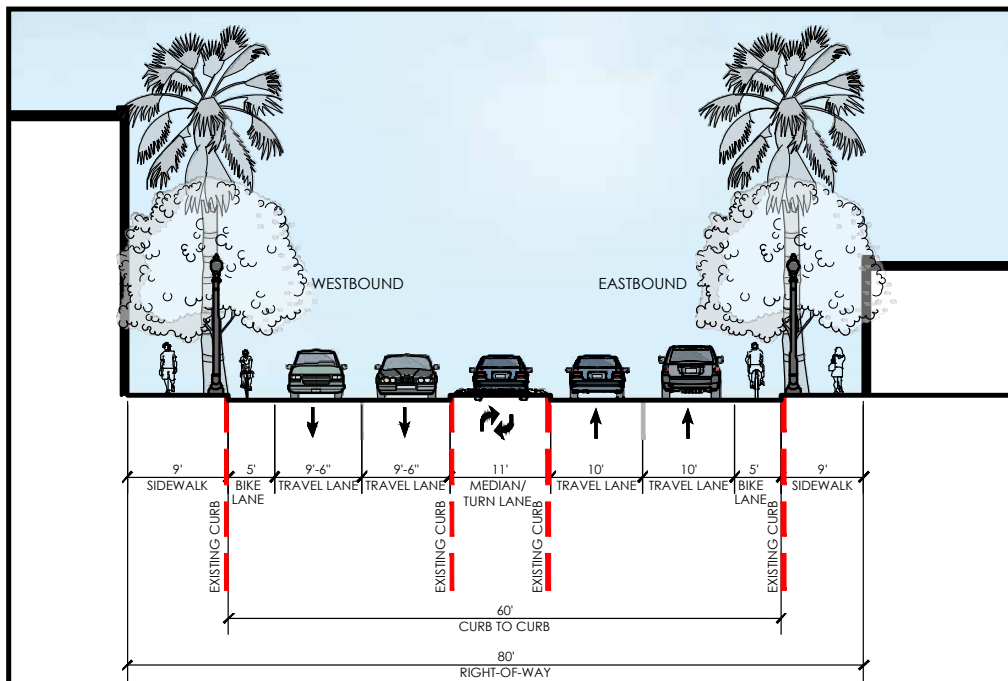 WESTBOUND
EASTBOUND
9'
5'
9'-6"
9'-6"
11'
10'
10'
5'
9'
SIDEWALK
BIKE
LANE
TRAVEL LANE
TRAVEL LANE
MEDIAN/
TURN LANE
TRAVEL LANE
TRAVEL LANE
BIKE
LANE
SIDEWALK
EXISTING CURB
EXISTING CURB
EXISTING CURB
EXISTING CURB
60'
CURB TO CURB
80'
RIGHT-OF-WAY